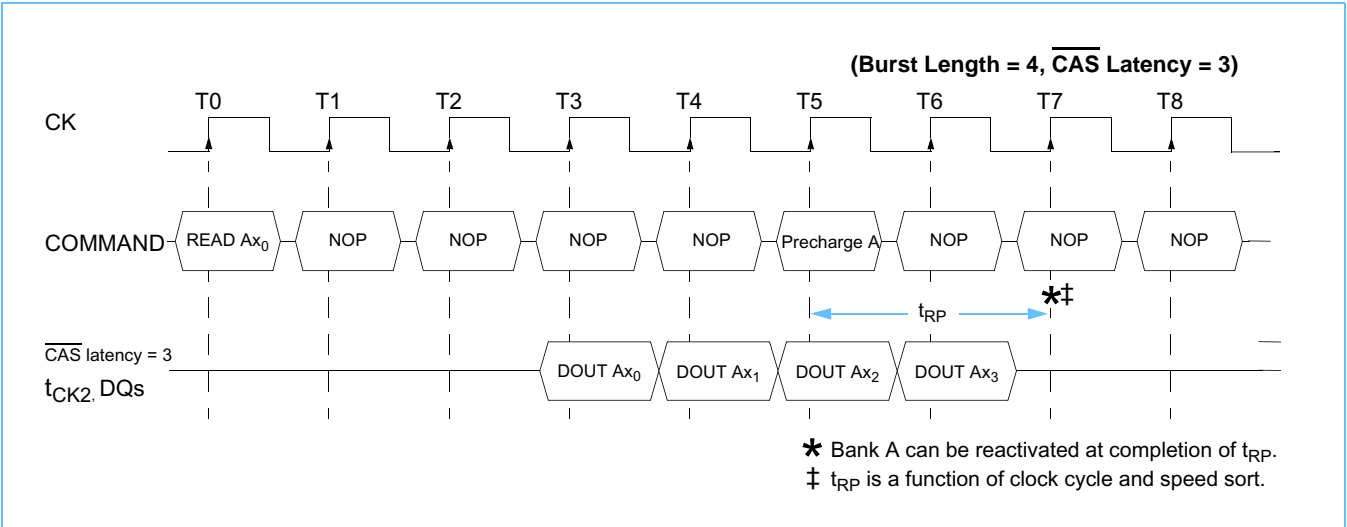 (Burst Length = 4, CAS Latency = 3)
T0 T1 T2 T3 T4 T5 T6 T7 T8
CK
COMMAND READ Ax0 NOP NOP NOP NOP Precharge A NOP NOP NOP
*‡
tRP
CAS latency = 3
tCK2, DQs DOUT Ax0 DOUT Ax1 DOUT Ax2 DOUT Ax3
* Bank A can be reactivated at completion of tRP.
‡ tRP is a function of clock cycle and speed sort.